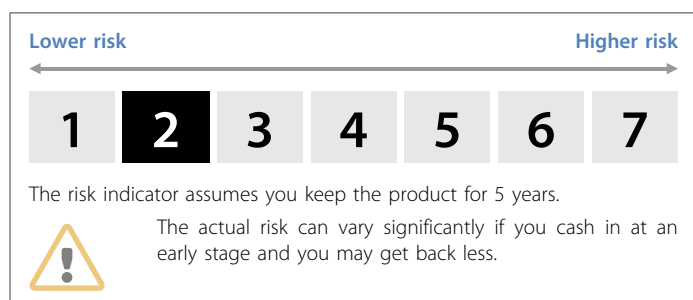 Lower risk Higher risk
1 2 3 4 5 6 7
The risk indicator assumes you keep the product for 5 years.
The actual risk can vary significantly if you cash in at an
early stage and you may get back less.